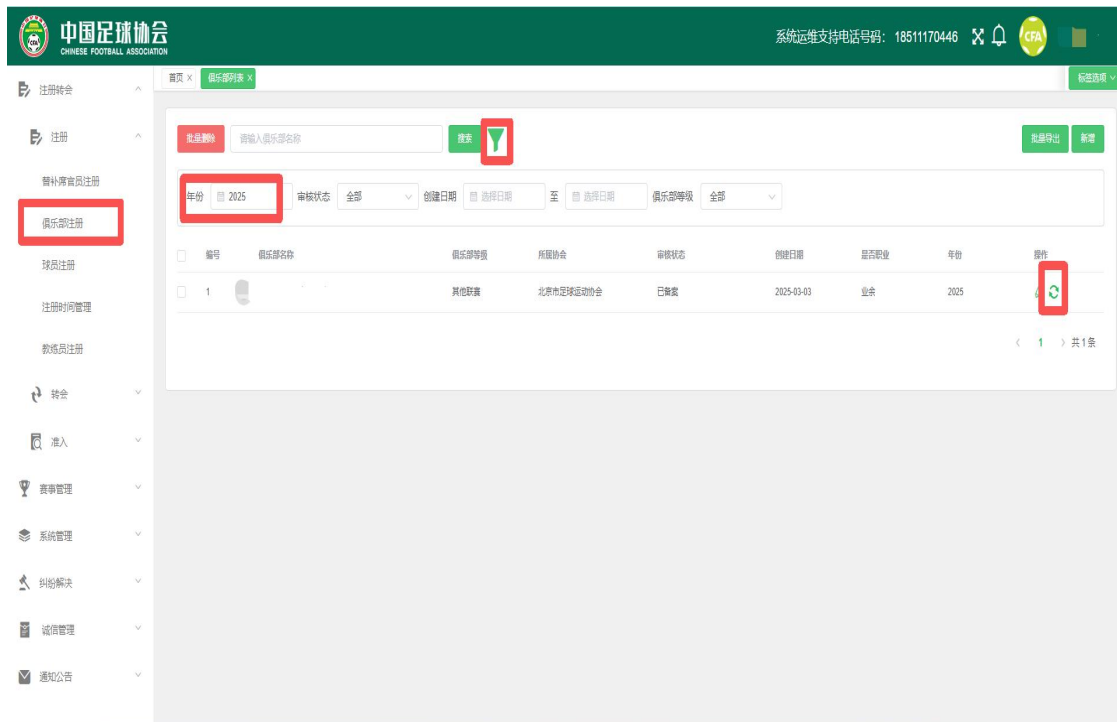 中国足球协会
CHINESE FOOTBALL ASSOCIATION
系统运维支持电话号码：18511170446
CFA
注册转会
首页 X 俱乐部列表 X
标签选项
注册
批量删除 请输入俱乐部名称 搜索
批量导出 新增
替补席官员注册
年份 2025 审核状态 全部 创建日期 选择日期 至 选择日期 俱乐部等级 全部
俱乐部注册
编号 俱乐部名称 俱乐部等级 所属协会 审核状态 创建日期 是否职业 年份 操作
球员注册
1 其他联赛 北京市足球运动协会 已备案 2025-03-03 业余 2025
注册时间管理
1 共1条
教练员注册
转会
准入
赛事管理
系统管理
纠纷解决
诚信管理
通知公告